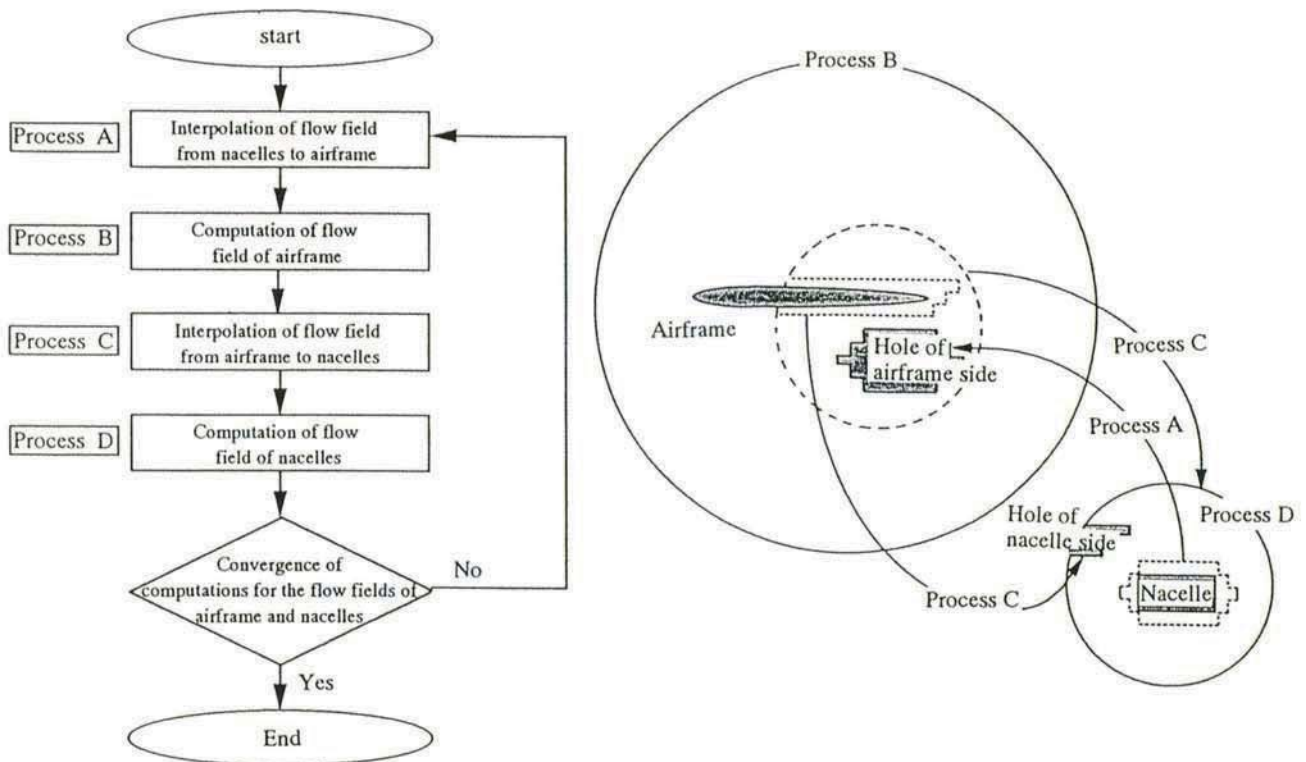 start
Process A
Interpolation of flow field
from nacelles to airframe
Process B
Computation of flow
field of airframe
Process C
Interpolation of flow field
from airframe to nacelles
Process D
Computation of flow
field of nacelles
Convergence of
computations for the flow fields of
airframe and nacelles
No
Yes
End
Process B
Airframe
Hole of
airframe side
Process C
Process A
Process D
Hole of
nacelle side
Process C
Nacelle